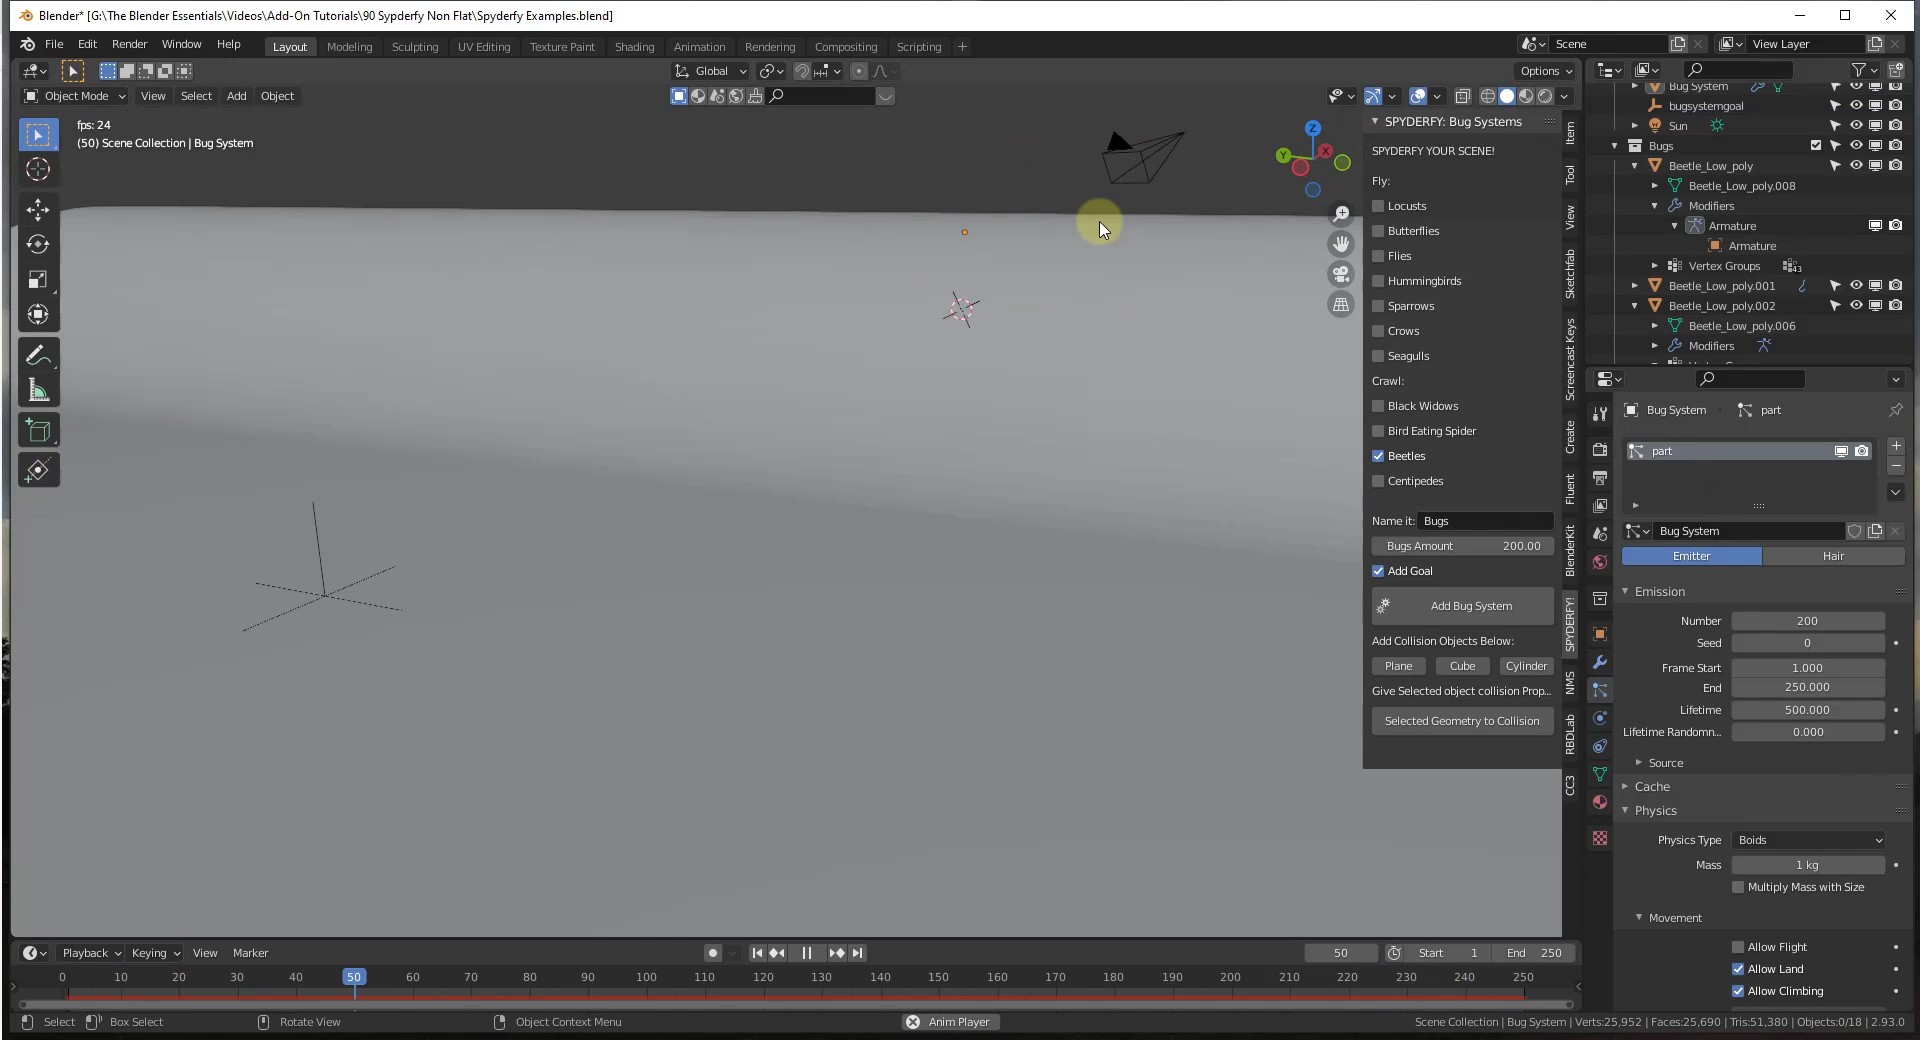 Blender* [G:\The Blender Essentials\Videos\Add-On Tutorials\90 Sypderfy Non Flat\Spyderfy Examples.blend]
File Edit Render Window Help Layout Modeling Sculpting UV Editing Texture Paint Shading Animation Rendering Compositing Scripting + Scene View Layer
Global Options
Object Mode View Select Add Object
fps: 24
(50) Scene Collection | Bug System
Z
Y
X
SPYDERFY: Bug Systems
SPYDERFY YOUR SCENE!
Fly:
Locusts
Butterflies
Flies
Hummingbirds
Sparrows
Crows
Seagulls
Crawl:
Black Widows
Bird Eating Spider
Beetles
Centipedes
Name it: Bugs
Bugs Amount 200.00
Add Goal
Add Bug System
Add Collision Objects Below:
Plane Cube Cylinder
Give Selected object collision Prop...
Selected Geometry to Collision
Item
Tool
View
Sketchfab
Screencast Keys
Create
Fluent
BlenderKit
SPYDERFY!
NMS
RBDLab
CC3
Bug System
bugsystemgoal
Sun
Bugs
Beetle_Low_poly
Beetle_Low_poly.008
Modifiers
Armature
Armature
Vertex Groups 43
Beetle_Low_poly.001
Beetle_Low_poly.002
Beetle_Low_poly.006
Modifiers
Bug System part
part
Bug System
Emitter Hair
Emission
Number 200
Seed 0
Frame Start 1.000
End 250.000
Lifetime 500.000
Lifetime Randomn... 0.000
Source
Cache
Physics
Physics Type Boids
Mass 1 kg
Multiply Mass with Size
Movement
Allow Flight
Allow Land
Allow Climbing
Playback Keying View Marker 50 Start 1 End 250
0 10 20 30 40 50 60 70 80 90 100 110 120 130 140 150 160 170 180 190 200 210 220 230 240 250
Select Box Select Rotate View Object Context Menu Anim Player Scene Collection | Bug System | Verts:25,952 | Faces:25,690 | Tris:51,380 | Objects:0/18 | 2.93.0